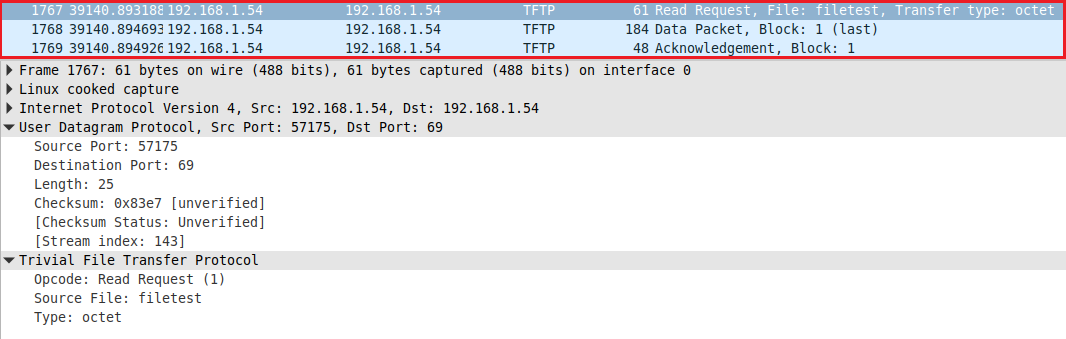 1767 39140.893188 192.168.1.54 192.168.1.54 TFTP 61 Read Request, File: filetest, Transfer type: octet
1768 39140.894693 192.168.1.54 192.168.1.54 TFTP 184 Data Packet, Block: 1 (last)
1769 39140.894926 192.168.1.54 192.168.1.54 TFTP 48 Acknowledgement, Block: 1
Frame 1767: 61 bytes on wire (488 bits), 61 bytes captured (488 bits) on interface 0
Linux cooked capture
Internet Protocol Version 4, Src: 192.168.1.54, Dst: 192.168.1.54
User Datagram Protocol, Src Port: 57175, Dst Port: 69
Source Port: 57175
Destination Port: 69
Length: 25
Checksum: 0x83e7 [unverified]
[Checksum Status: Unverified]
[Stream index: 143]
Trivial File Transfer Protocol
Opcode: Read Request (1)
Source File: filetest
Type: octet